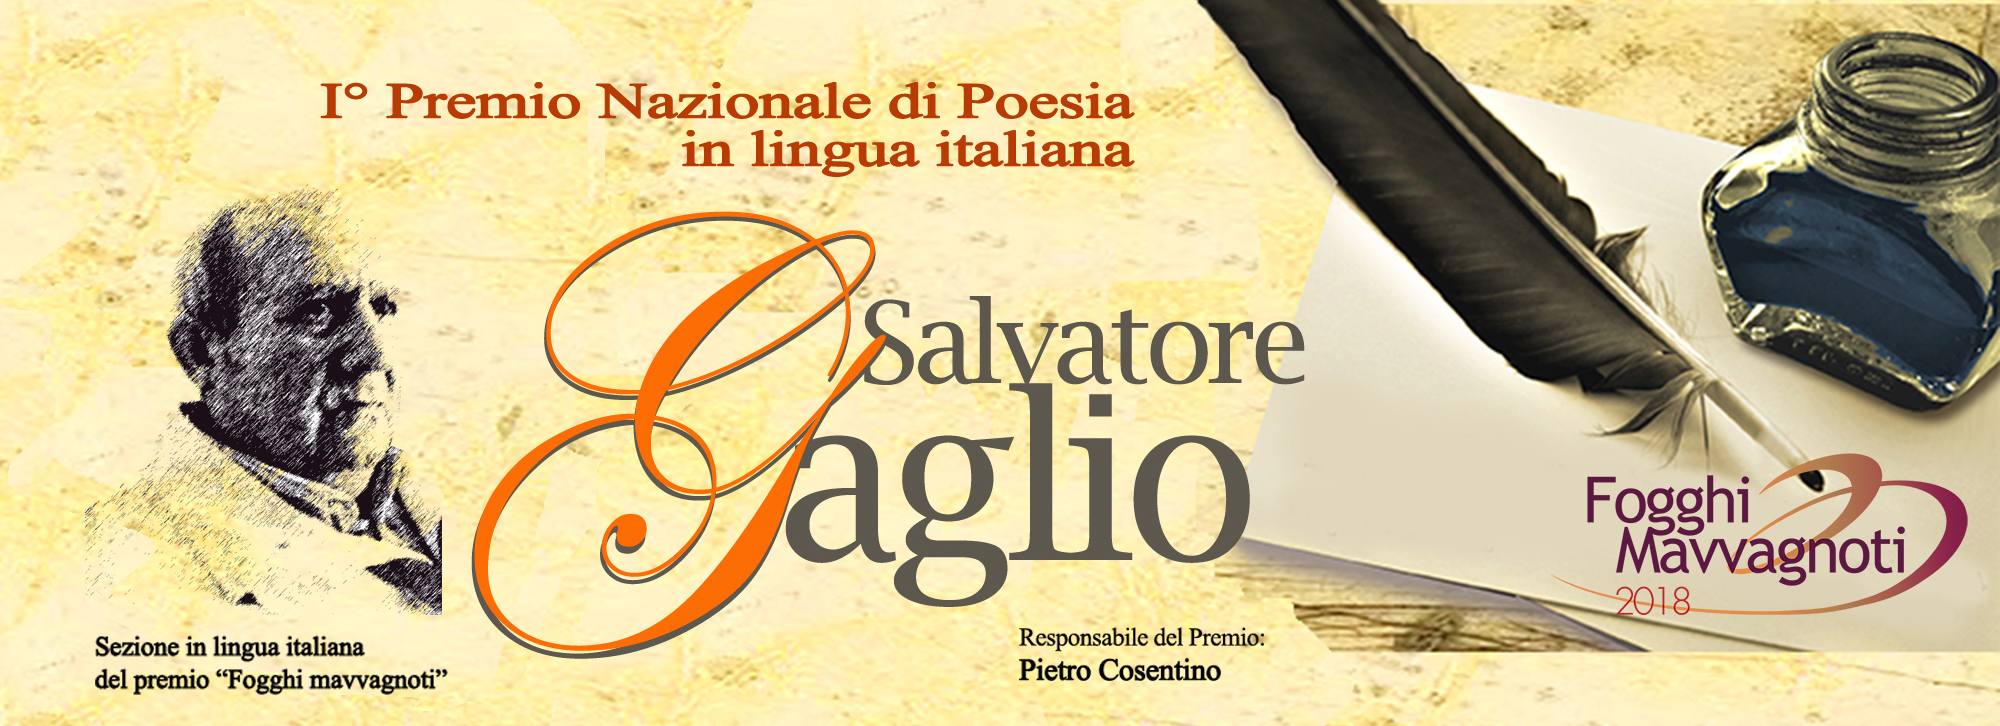 I° Premio Nazionale di Poesia
in lingua italiana
Salvatore
Gaglio
Fogghi
Mavvagnoti
2018
Sezione in lingua italiana
del premio “Fogghi mavvagnoti”
Responsabile del Premio:
Pietro Cosentino